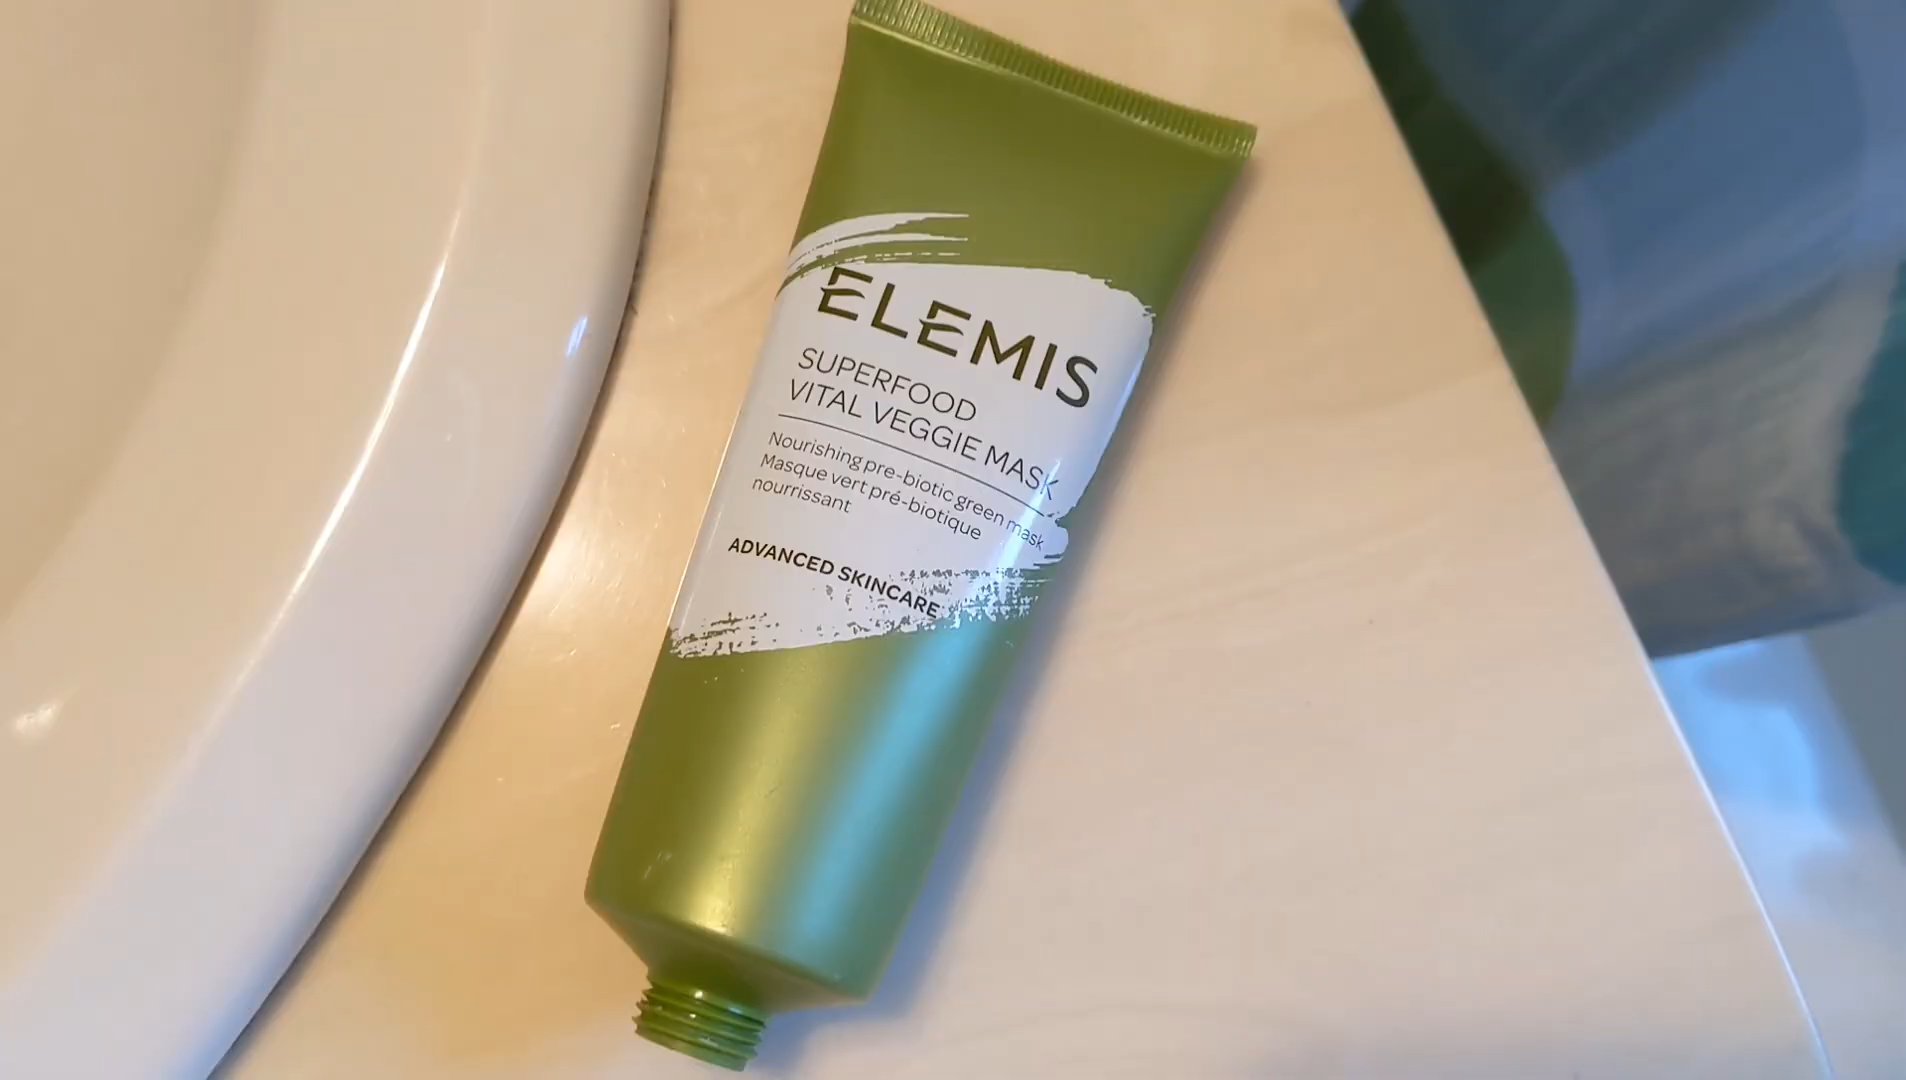 ELEMIS
SUPERFOOD
VITAL VEGGIE MASK
Nourishing pre-biotic green mask
Masque vert pré-biotique
nourrissant
ADVANCED SKINCARE